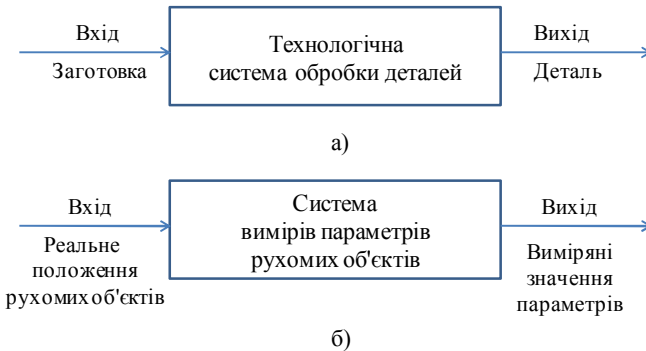 Вхід
Заготовка
Технологічна
система обробки деталей
Вихід
Деталь
а)
Вхід
Реальне
положення
рухомих об'єктів
Система
вимірів параметрів
рухомих об'єктів
Вихід
Виміряні
значення
параметрів
б)